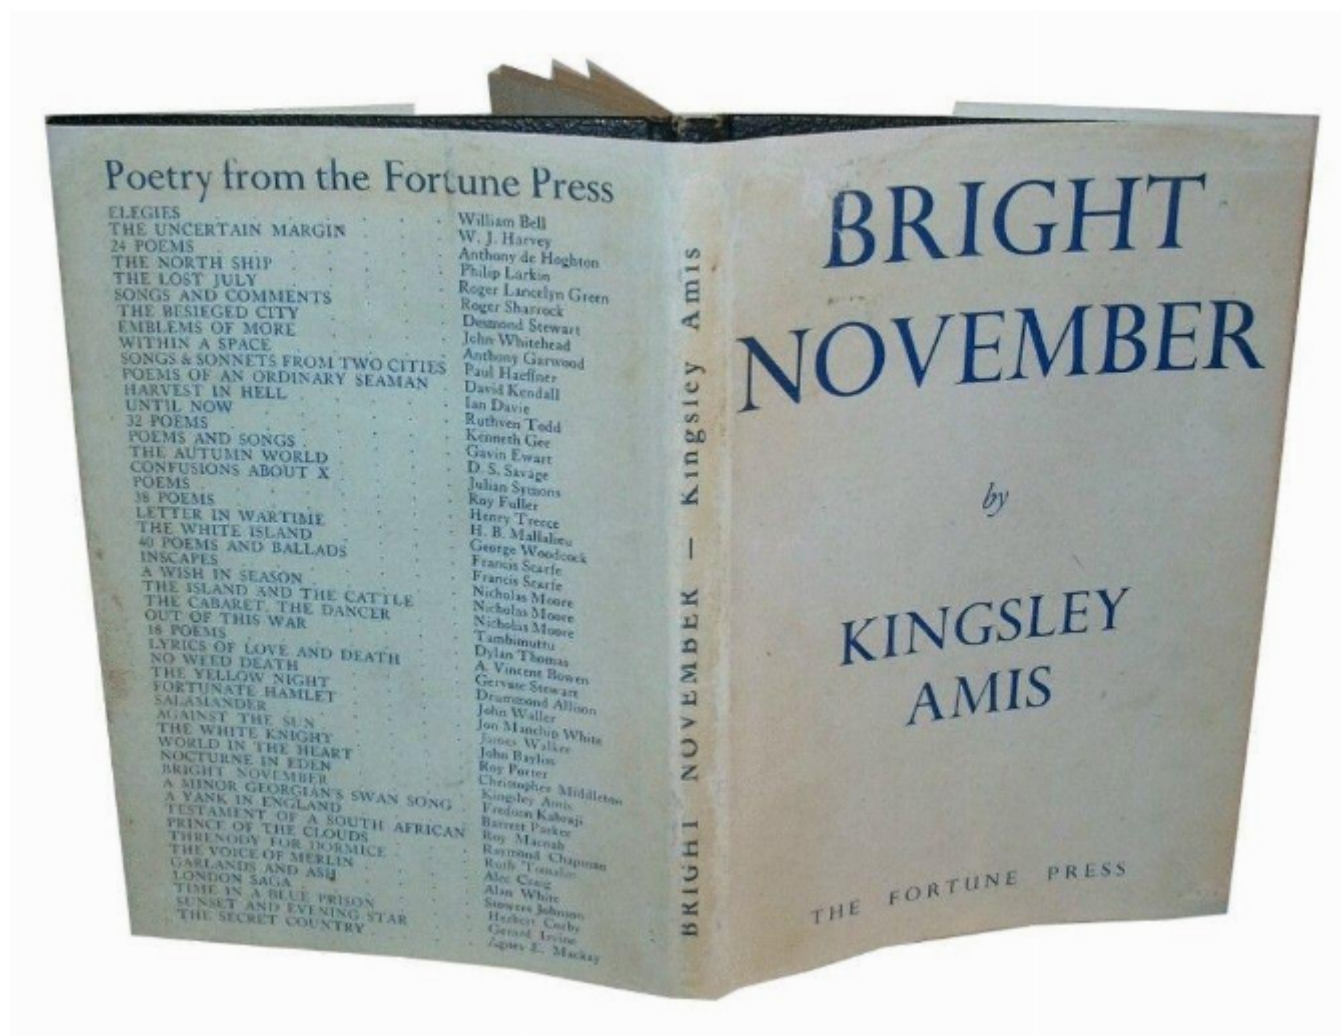 Poetry from the Fortune Press
ELEGIES William Bell
THE UNCERTAIN MARGIN W. J. Harvey
24 POEMS Anthony de Hoghton
THE NORTH SHIP Philip Larkin
THE LOST JULY Roger Lancelyn Green
SONGS AND COMMENTS Roger Sharrock
THE BESIEGED CITY Desmond Stewart
EMBLEMS OF MORE John Whitehead
WITHIN A SPACE Anthony Garwood
SONGS & SONNETS FROM TWO CITIES Paul Haeffner
POEMS OF AN ORDINARY SEAMAN David Kendall
HARVEST IN HELL Ian Davie
UNTIL NOW Ruthven Todd
32 POEMS Kenneth Gee
POEMS AND SONGS Gavin Ewart
THE AUTUMN WORLD D. S. Savage
CONFUSIONS ABOUT X Julian Symons
POEMS Roy Fuller
38 POEMS Henry Treece
LETTER IN WARTIME H. B. Mallalieu
THE WHITE ISLAND George Woodcock
40 POEMS AND BALLADS Francis Scarfe
INSCAPES Francis Scarfe
A WISH IN SEASON Nicholas Moore
THE ISLAND AND THE CATTLE Nicholas Moore
THE CABARET, THE DANCER Nicholas Moore
OUT OF THIS WAR Tambimuttu
18 POEMS Dylan Thomas
LYRICS OF LOVE AND DEATH A. Vincent Bowen
NO WEED DEATH Gervase Stewart
THE YELLOW NIGHT Drummond Allison
FORTUNATE HAMLET John Waller
SALAMANDER Jon Manchip White
AGAINST THE SUN James Walker
THE WHITE KNIGHT John Bayliss
WORLD IN THE HEART Roy Porter
NOCTURNE IN EDEN Christopher Middleton
BRIGHT NOVEMBER Kingsley Amis
A MINOR GEORGIAN'S SWAN SONG Fredoon Kabraji
A YANK IN ENGLAND Barrett Parker
TESTAMENT OF A SOUTH AFRICAN Roy Macnab
PRINCE OF THE CLOUDS Raymond Chapman
THRENODY FOR DORMICE Ruth Tomalin
THE VOICE OF MERLIN Alec Craig
GARLANDS AND ASH Alan White
LONDON SAGA Stowers Johnson
TIME IN A BLUE PRISON Herbert Corby
SUNSET AND EVENING STAR Gerard Irvine
THE SECRET COUNTRY Agnes E. Mackay
BRIGHT NOVEMBER — Kingsley Amis
BRIGHT
NOVEMBER
by
KINGSLEY
AMIS
THE FORTUNE PRESS